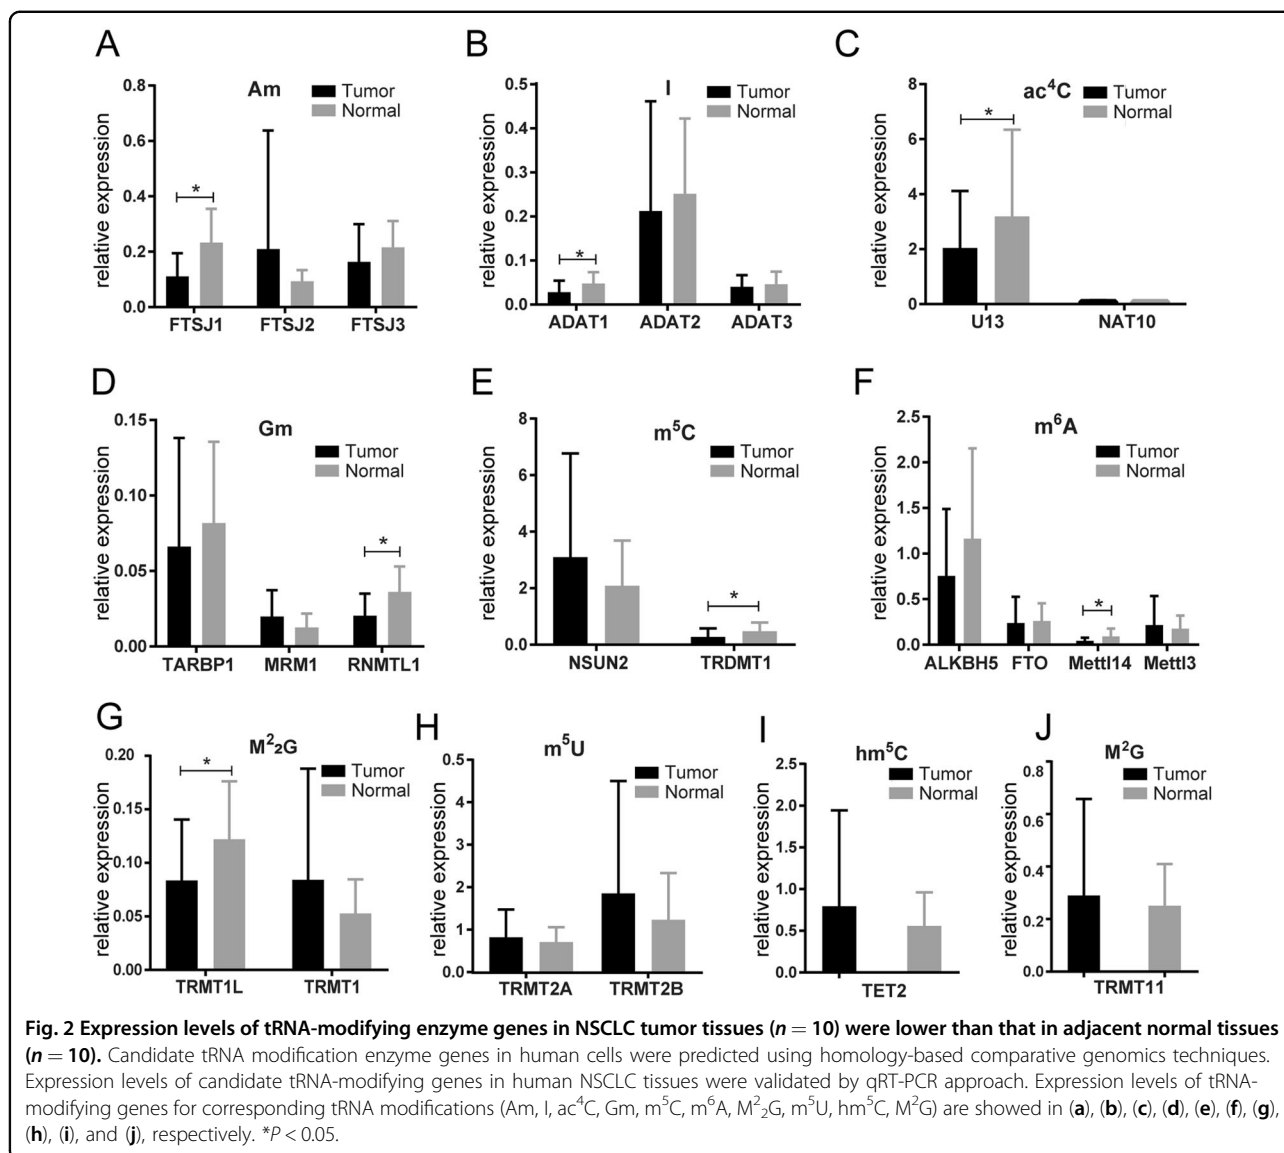 A
Am
Tumor
Normal
relative expression
0.8
0.6
0.4
0.2
0.0
*
FTSJ1 FTSJ2 FTSJ3
B
I
Tumor
Normal
relative expression
0.5
0.4
0.3
0.2
0.1
0.0
*
ADAT1 ADAT2 ADAT3
C
ac⁴C
Tumor
Normal
relative expression
8
6
4
2
0
*
U13 NAT10
D
Gm
Tumor
Normal
relative expression
0.15
0.10
0.05
0.00
*
TARBP1 MRM1 RNMTL1
E
m⁵C
Tumor
Normal
relative expression
8
6
4
2
0.0
*
NSUN2 TRDMT1
F
m⁶A
Tumor
Normal
relative expression
2.5
2.0
1.5
1.0
0.5
0.0
*
ALKBH5 FTO Mettl14 Mettl3
G
M²₂G
Tumor
Normal
relative expression
0.20
0.15
0.10
0.05
0.00
*
TRMT1L TRMT1
H
m⁵U
Tumor
Normal
relative expression
0.5
4
3
2
1
0.0
TRMT2A TRMT2B
I
hm⁵C
Tumor
Normal
relative expression
2.5
2.0
1.5
1.0
0.5
0.0
TET2
J
M²G
Tumor
Normal
relative expression
0.8
0.6
0.4
0.2
0.0
TRMT11
Fig. 2 Expression levels of tRNA-modifying enzyme genes in NSCLC tumor tissues (n = 10) were lower than that in adjacent normal tissues
(n = 10). Candidate tRNA modification enzyme genes in human cells were predicted using homology-based comparative genomics techniques.
Expression levels of candidate tRNA-modifying genes in human NSCLC tissues were validated by qRT-PCR approach. Expression levels of tRNA-
modifying genes for corresponding tRNA modifications (Am, I, ac⁴C, Gm, m⁵C, m⁶A, M²₂G, m⁵U, hm⁵C, M²G) are showed in (a), (b), (c), (d), (e), (f), (g),
(h), (i), and (j), respectively. *P < 0.05.